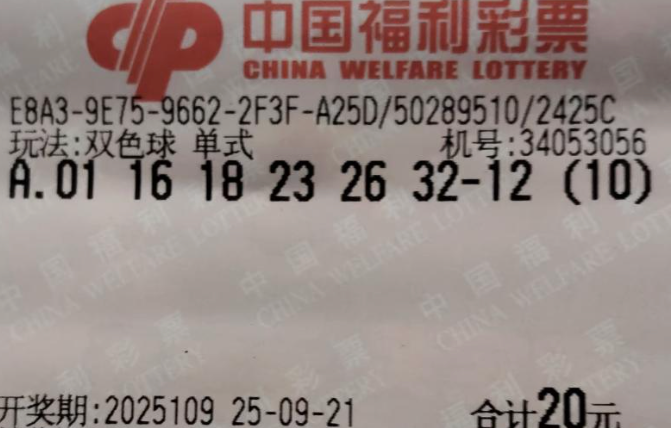 中国福利彩票
CHINA WELFARE LOTTERY
E8A3-9E75-9662-2F3F-A25D/50289510/2425C
玩法:双色球 单式 机号:34053056
A.01 16 18 23 26 32-12 (10)
开奖期:2025109 25-09-21 合计20元